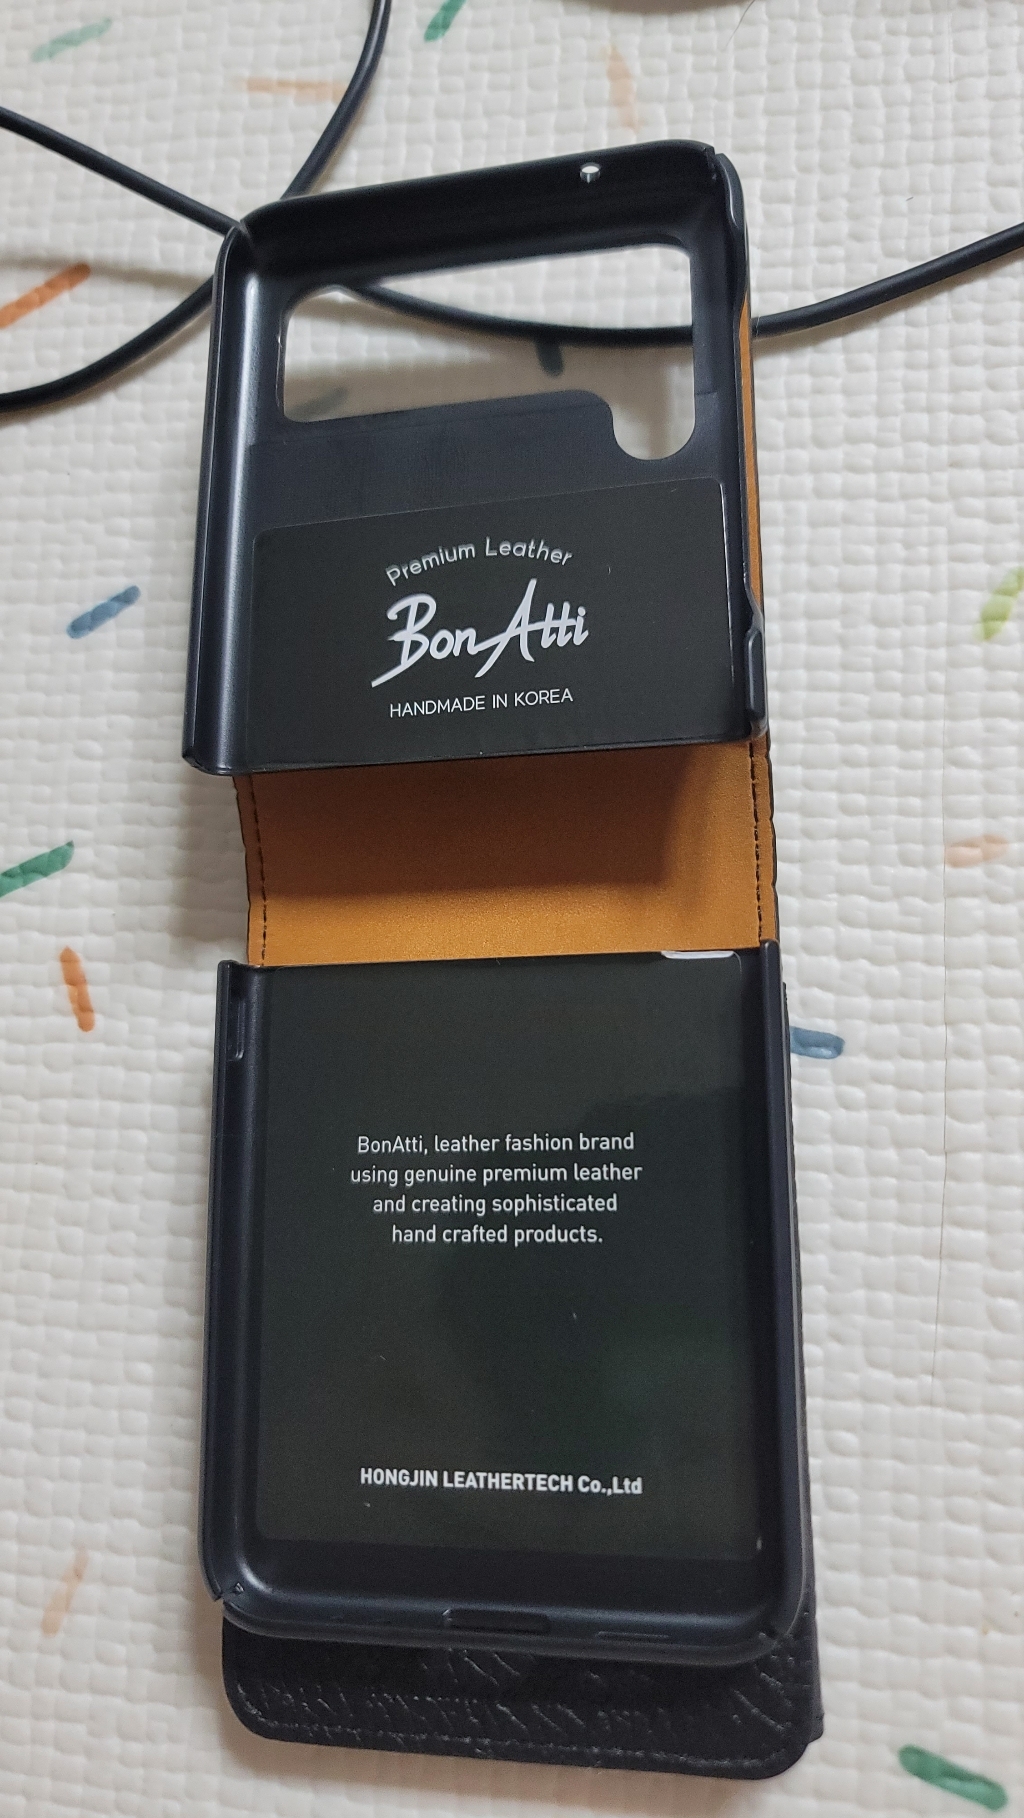 Premium Leather
BonAtti
HANDMADE IN KOREA
BonAtti, leather fashion brand
using genuine premium leather
and creating sophisticated
hand crafted products.
HONGJIN LEATHERTECH Co.,Ltd